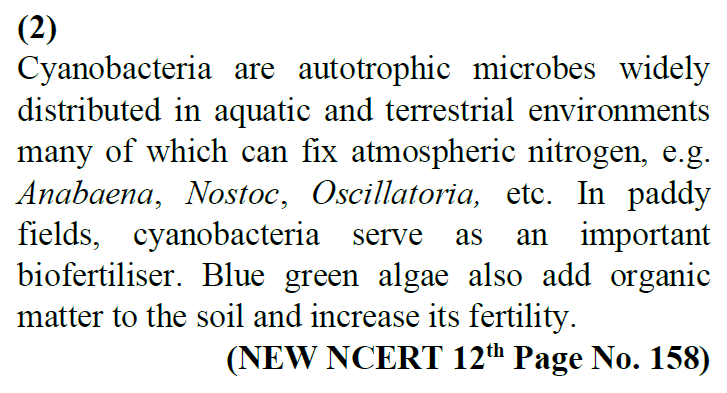 (2)
Cyanobacteria are autotrophic microbes widely
distributed in aquatic and terrestrial environments
many of which can fix atmospheric nitrogen, e.g.
Anabaena, Nostoc, Oscillatoria, etc. In paddy
fields, cyanobacteria serve as an important
biofertiliser. Blue green algae also add organic
matter to the soil and increase its fertility.
(NEW NCERT 12th Page No. 158)